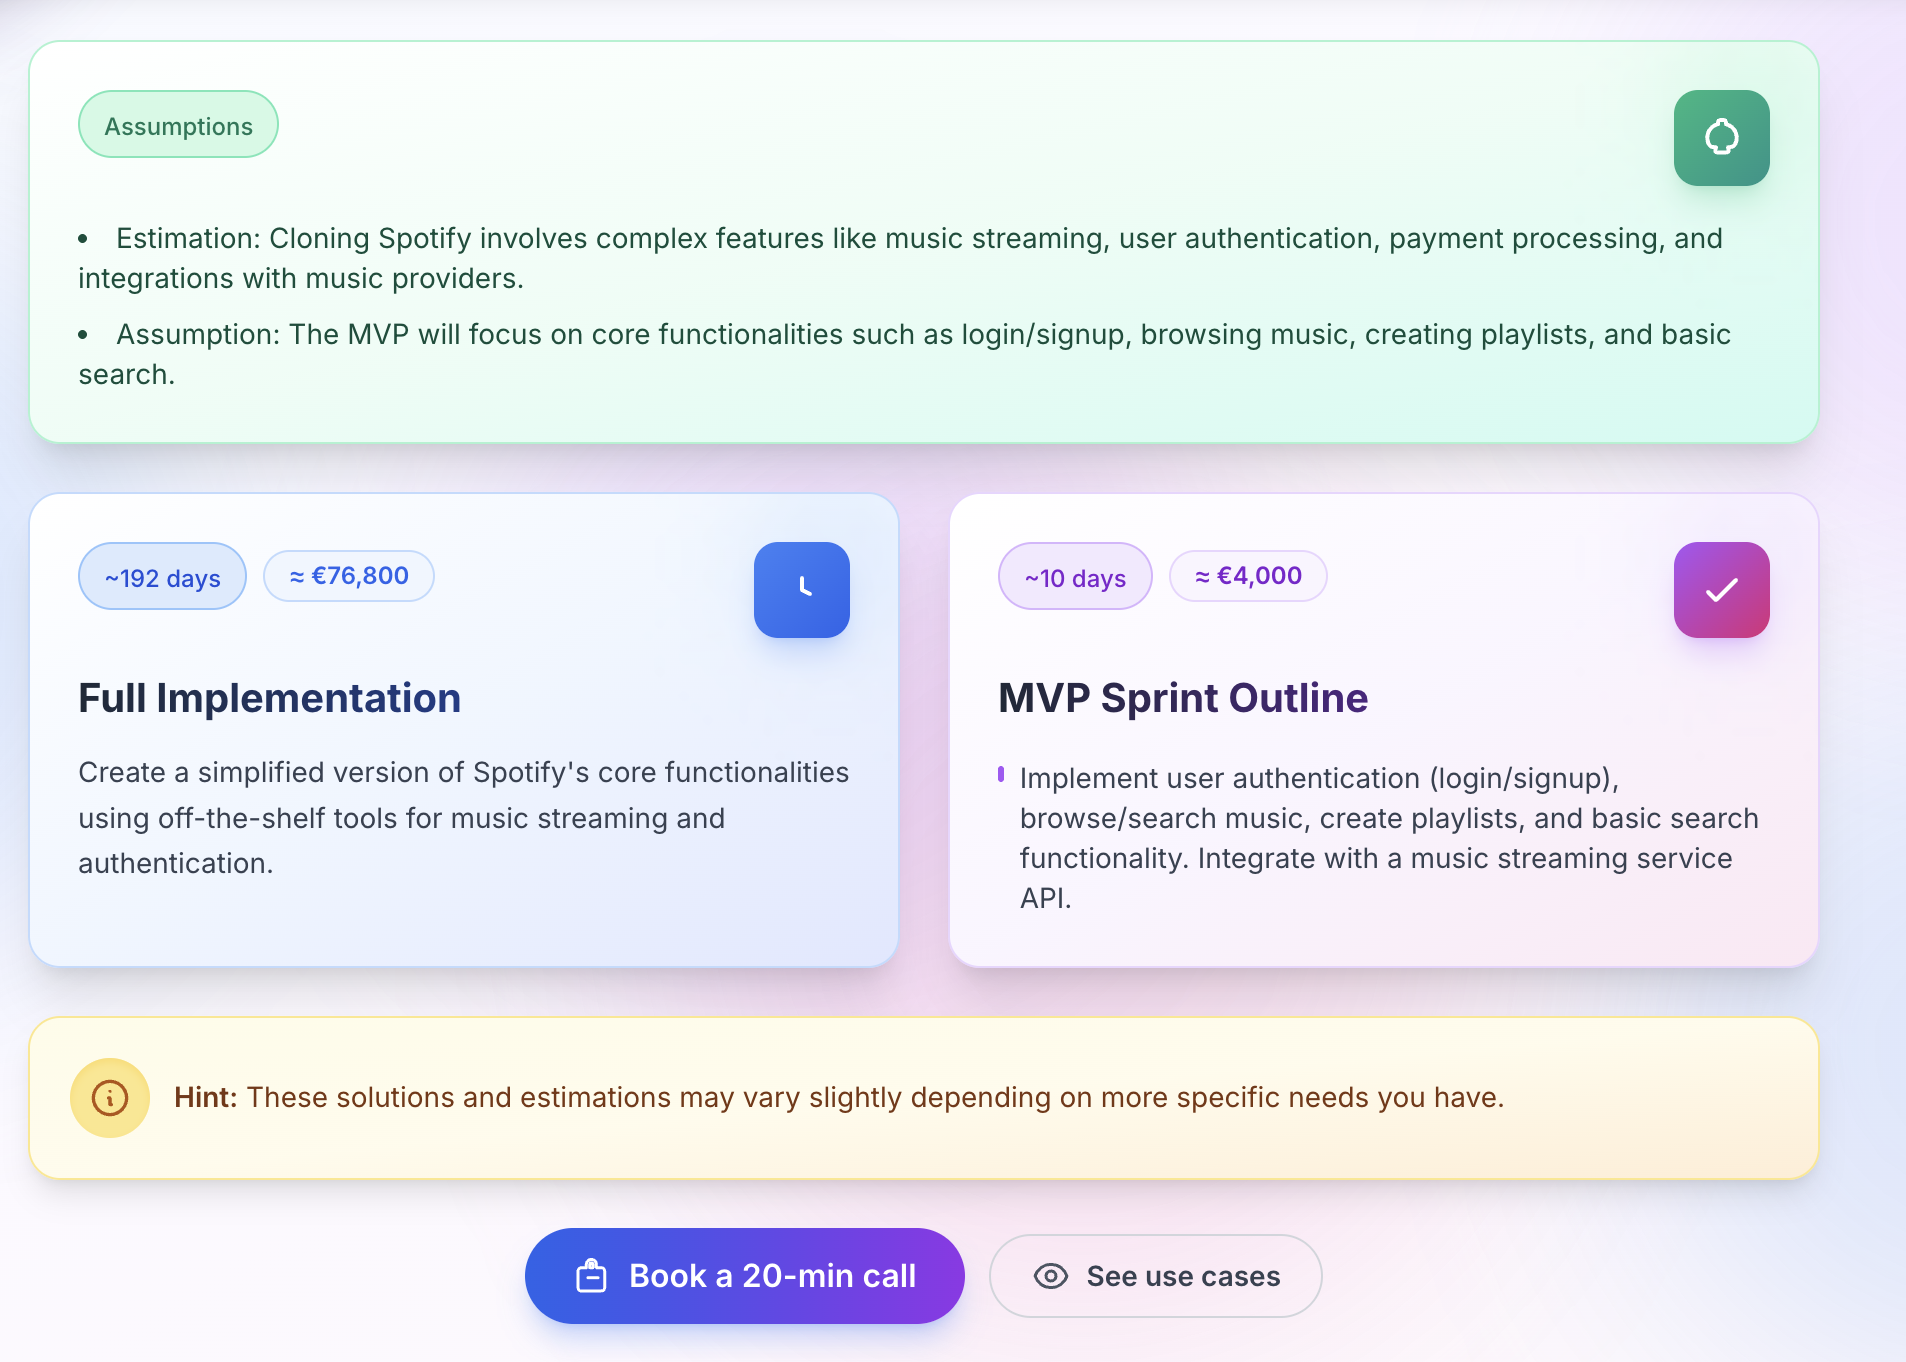 Assumptions
• Estimation: Cloning Spotify involves complex features like music streaming, user authentication, payment processing, and
integrations with music providers.
• Assumption: The MVP will focus on core functionalities such as login/signup, browsing music, creating playlists, and basic
search.
~192 days ≈ €76,800
Full Implementation
Create a simplified version of Spotify's core functionalities
using off-the-shelf tools for music streaming and
authentication.
~10 days ≈ €4,000
MVP Sprint Outline
Implement user authentication (login/signup),
browse/search music, create playlists, and basic search
functionality. Integrate with a music streaming service
API.
Hint: These solutions and estimations may vary slightly depending on more specific needs you have.
Book a 20-min call
See use cases